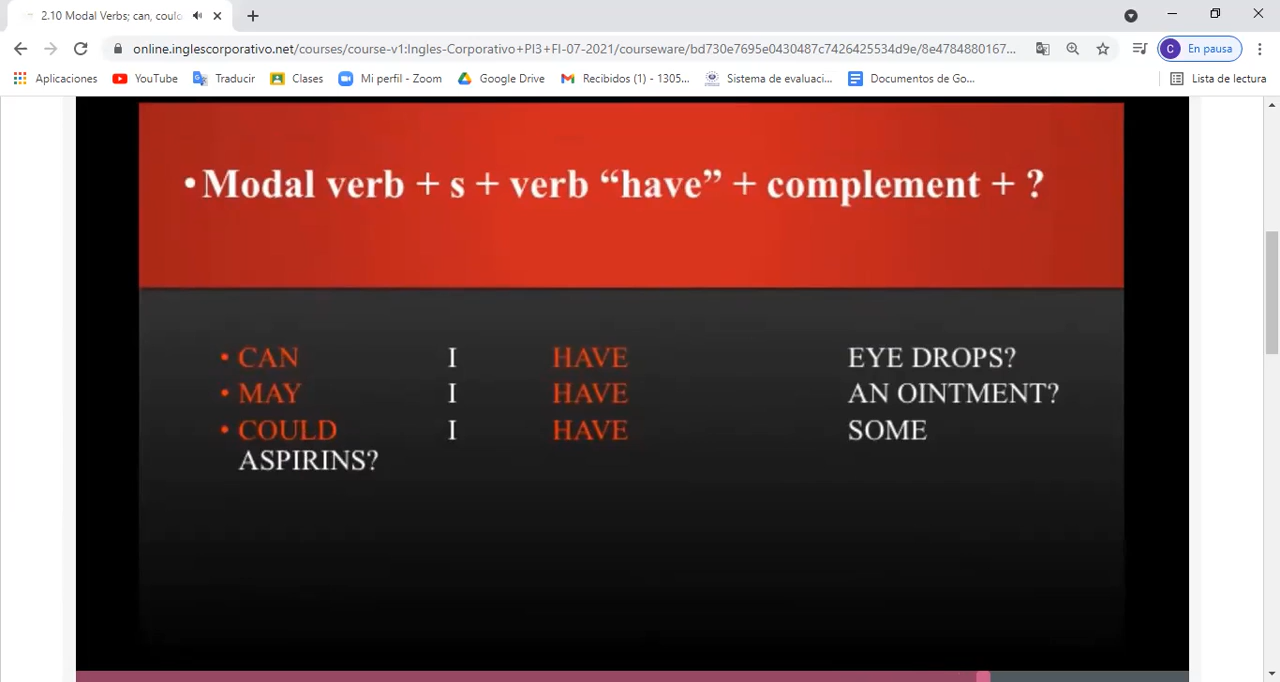 2.10 Modal Verbs; can, coulc
online.inglescorporativo.net/courses/course-v1:Ingles-Corporativo+PI3+FI-07-2021/courseware/bd730e7695e0430487c7426425534d9e/8e4784880167...
C En pausa
Aplicaciones YouTube Traducir Clases Mi perfil - Zoom Google Drive Recibidos (1) - 1305... Sistema de evaluaci... Documentos de Go... Lista de lectura
• Modal verb + s + verb “have” + complement + ?
• CAN I HAVE EYE DROPS?
• MAY I HAVE AN OINTMENT?
• COULD I HAVE SOME
ASPIRINS?